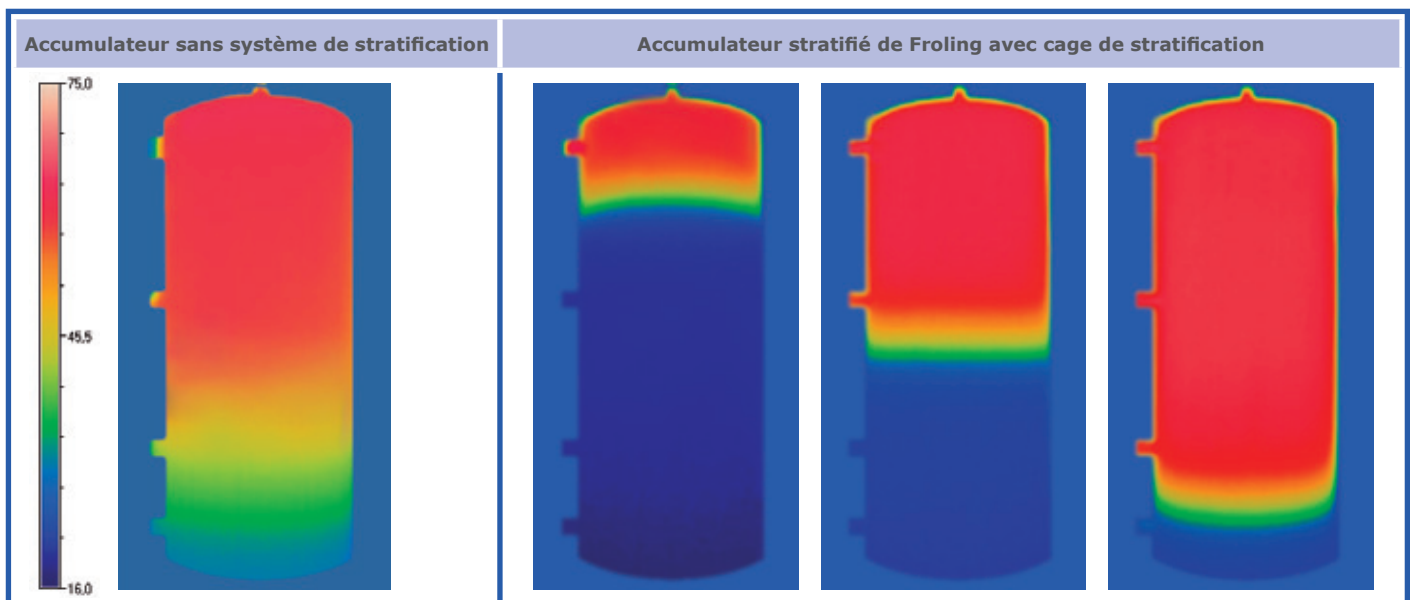 Accumulateur sans système de stratification
Accumulateur stratifié de Froling avec cage de stratification
75,0
45,5
16,0